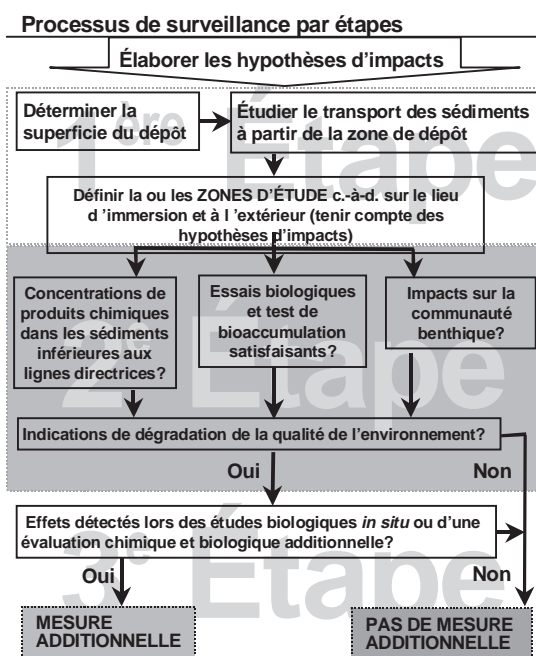 Processus de surveillance par étapes
Élaborer les hypothèses d'impacts
1ère Étape
Déterminer la
superficie du dépôt
Étudier le transport des sédiments
à partir de la zone de dépôt
Définir la ou les ZONES D'ÉTUDE c.-à-d. sur le lieu
d 'immersion et à l 'extérieur (tenir compte des
hypothèses d'impacts)
2e Étape
Concentrations de
produits chimiques
dans les sédiments
inférieures aux
lignes directrices?
Essais biologiques
et test de
bioaccumulation
satisfaisants?
Impacts sur la
communauté
benthique?
Indications de dégradation de la qualité de l'environnement?
Oui
Non
3e Étape
Effets détectés lors des études biologiques in situ ou d'une
évaluation chimique et biologique additionnelle?
Oui
Non
MESURE
ADDITIONNELLE
PAS DE MESURE
ADDITIONNELLE